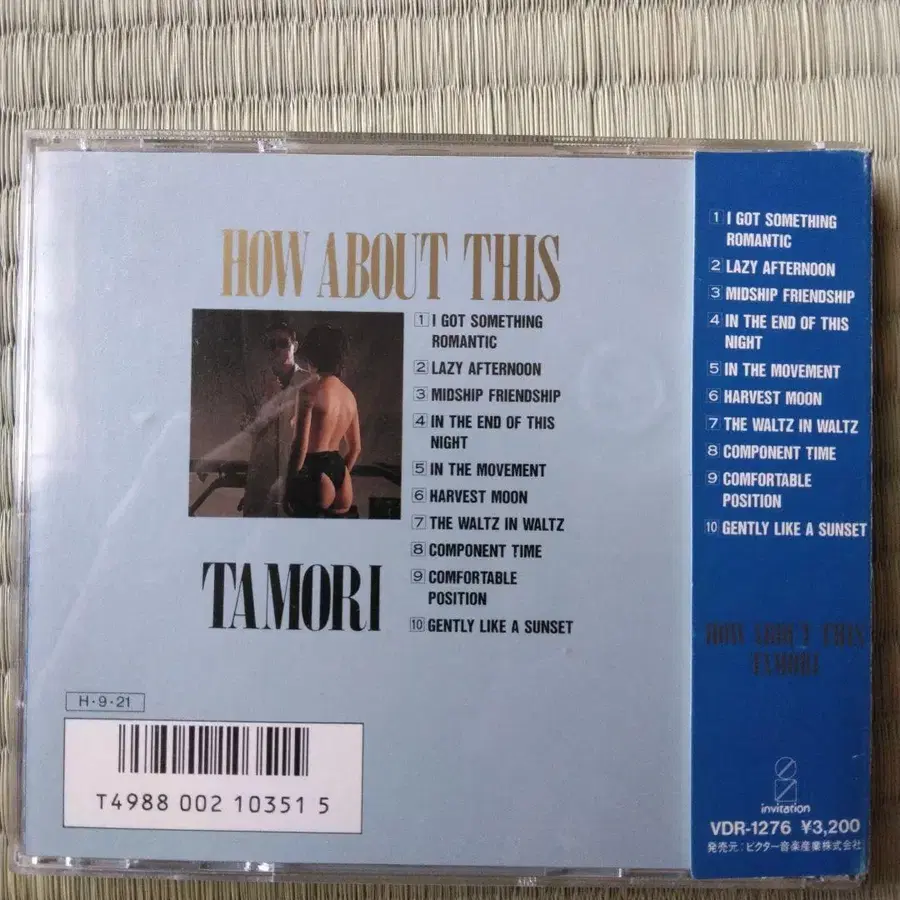 HOW ABOUT THIS
1 I GOT SOMETHING
ROMANTIC
2 LAZY AFTERNOON
3 MIDSHIP FRIENDSHIP
4 IN THE END OF THIS
NIGHT
5 IN THE MOVEMENT
6 HARVEST MOON
7 THE WALTZ IN WALTZ
8 COMPONENT TIME
9 COMFORTABLE
POSITION
10 GENTLY LIKE A SUNSET
TAMORI
H・9・21
T4988 002 10351 5
1 I GOT SOMETHING
ROMANTIC
2 LAZY AFTERNOON
3 MIDSHIP FRIENDSHIP
4 IN THE END OF THIS
NIGHT
5 IN THE MOVEMENT
6 HARVEST MOON
7 THE WALTZ IN WALTZ
8 COMPONENT TIME
9 COMFORTABLE
POSITION
10 GENTLY LIKE A SUNSET
HOW ABOUT THIS
TAMORI
invitation
VDR-1276 ¥3,200
発売元:ビクター音楽産業株式会社